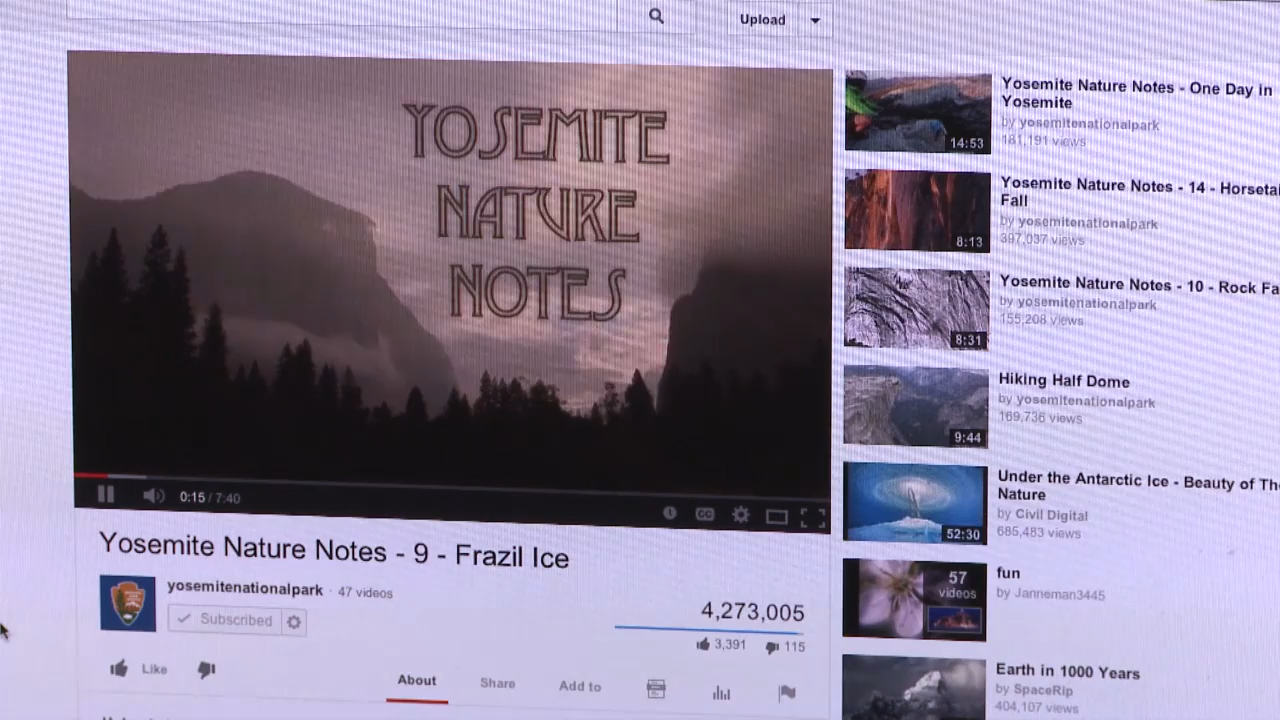 Upload
YOSEMITE
NATURE
NOTES
0:15 / 7:40
CC
Yosemite Nature Notes - 9 - Frazil Ice
yosemitenationalpark · 47 videos
Subscribed
4,273,005
3,391 115
Like
About Share Add to
14:53
Yosemite Nature Notes - One Day in
Yosemite
by yosemitenationalpark
181,191 views
8:13
Yosemite Nature Notes - 14 - Horsetai
Fall
by yosemitenationalpark
397,037 views
8:31
Yosemite Nature Notes - 10 - Rock Fa
by yosemitenationalpark
155,208 views
9:44
Hiking Half Dome
by yosemitenationalpark
169,736 views
52:30
Under the Antarctic Ice - Beauty of Th
Nature
by Civil Digital
685,483 views
57
videos
fun
by Janneman3445
Earth in 1000 Years
by SpaceRip
404,107 views